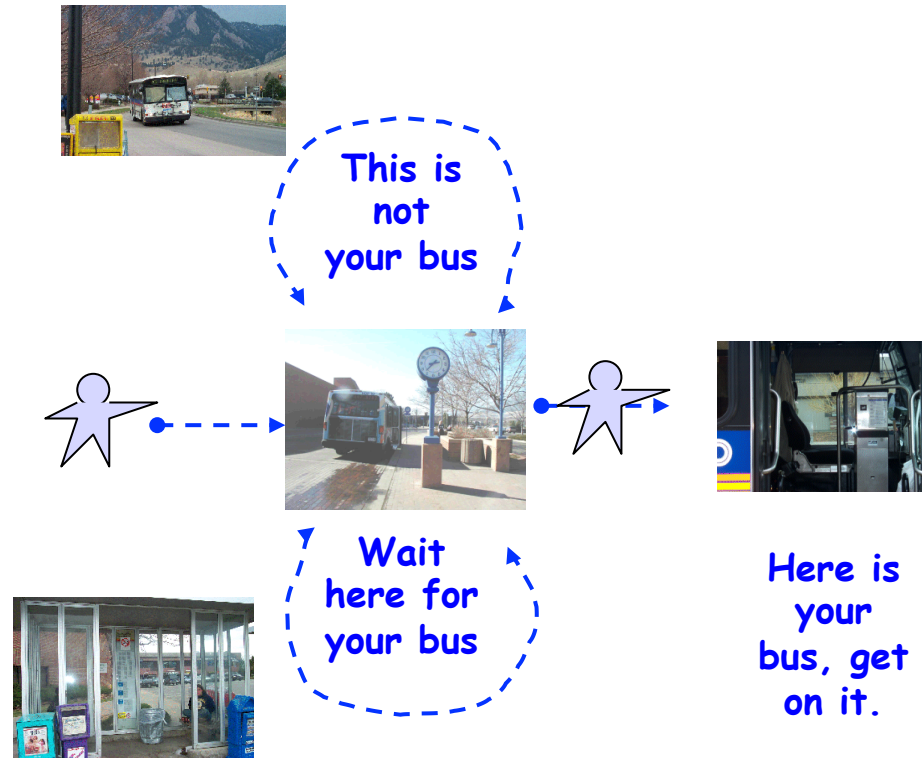 This is
not
your bus
Wait
here for
your bus
Here is
your
bus, get
on it.